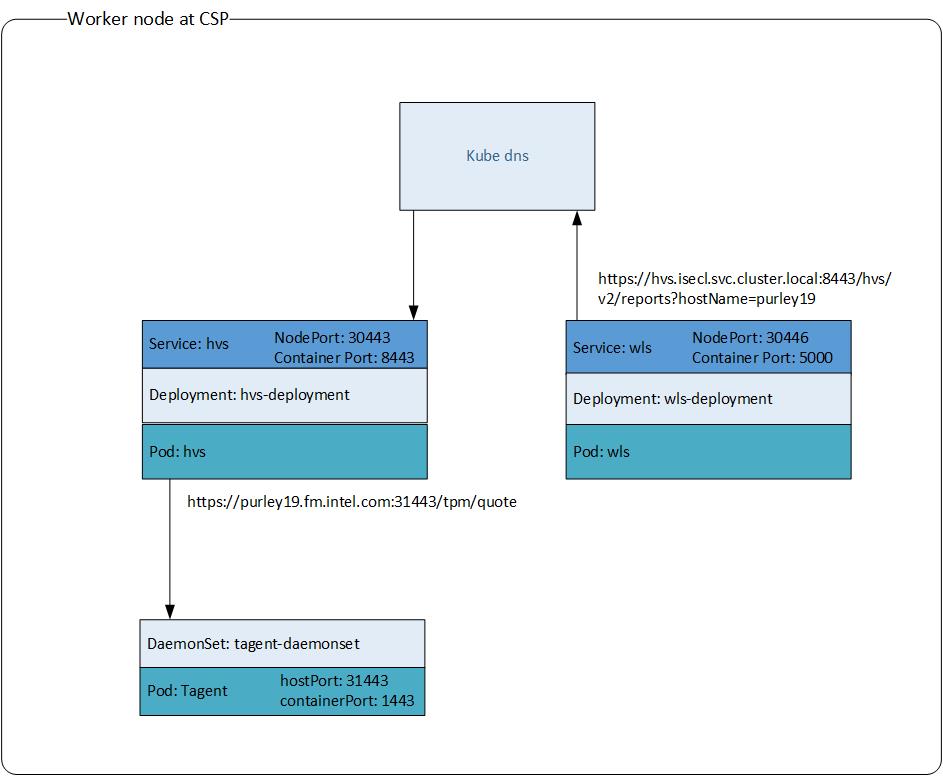 Worker node at CSP
Kube dns
https://hvs.isecl.svc.cluster.local:8443/hvs/
v2/reports?hostName=purley19
Service: hvs
NodePort: 30443
Container Port: 8443
Deployment: hvs-deployment
Pod: hvs
Service: wls
NodePort: 30446
Container Port: 5000
Deployment: wls-deployment
Pod: wls
https://purley19.fm.intel.com:31443/tpm/quote
DaemonSet: tagent-daemonset
Pod: Tagent
hostPort: 31443
containerPort: 1443